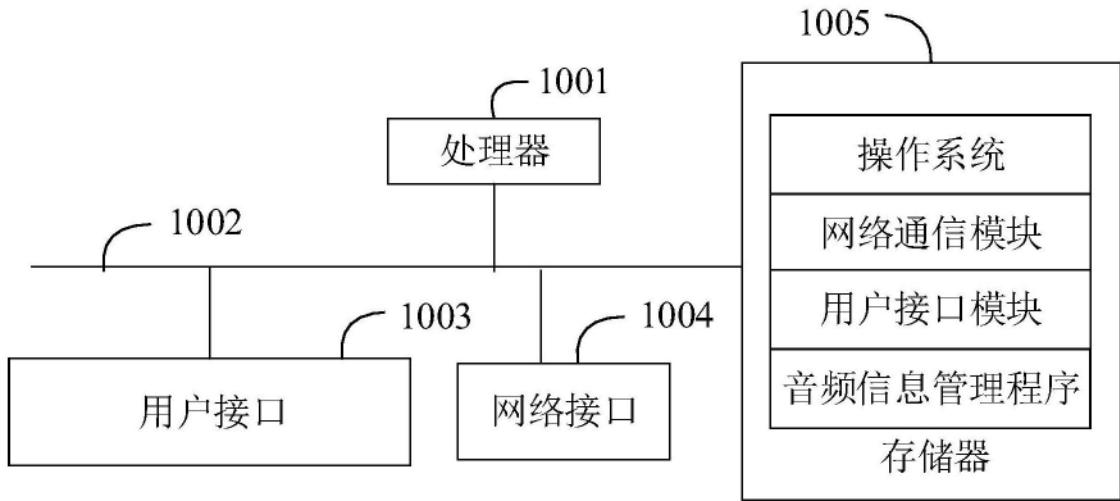 1005
1001
处理器
操作系统
网络通信模块
1002
用户接口模块
1003
1004
音频信息管理程序
用户接口
网络接口
存储器